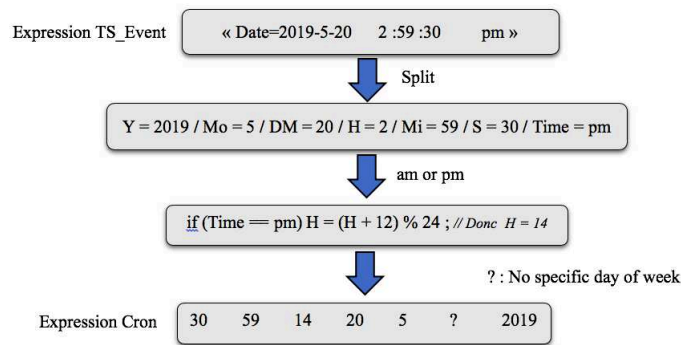 Expression TS_Event
« Date=2019-5-20 2 :59 :30 pm »
Split
Y = 2019 / Mo = 5 / DM = 20 / H = 2 / Mi = 59 / S = 30 / Time = pm
am or pm
if (Time == pm) H = (H + 12) % 24 ; // Donc H = 14
? : No specific day of week
Expression Cron
30 59 14 20 5 ? 2019